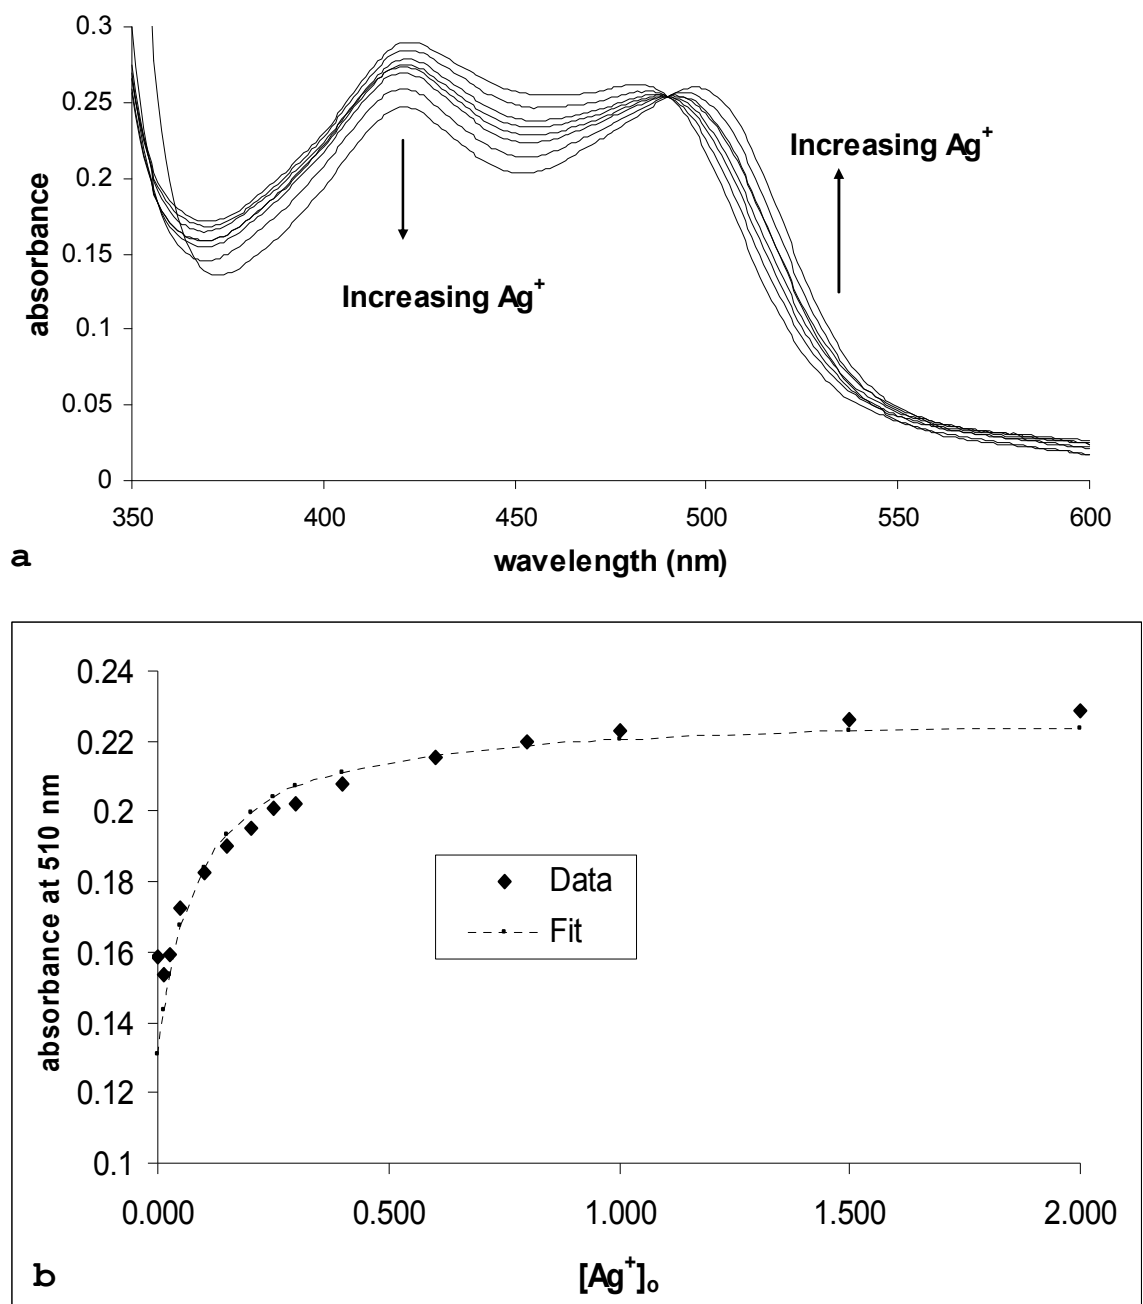 0.3
0.25
0.2
0.15
0.1
0.05
0
absorbance
Increasing Ag+
Increasing Ag+
350
400
450
500
550
600
wavelength (nm)
a
0.24
0.22
0.2
0.18
0.16
0.14
0.12
0.1
absorbance at 510 nm
Data
Fit
0.000
0.500
1.000
1.500
2.000
[Ag+]o
b